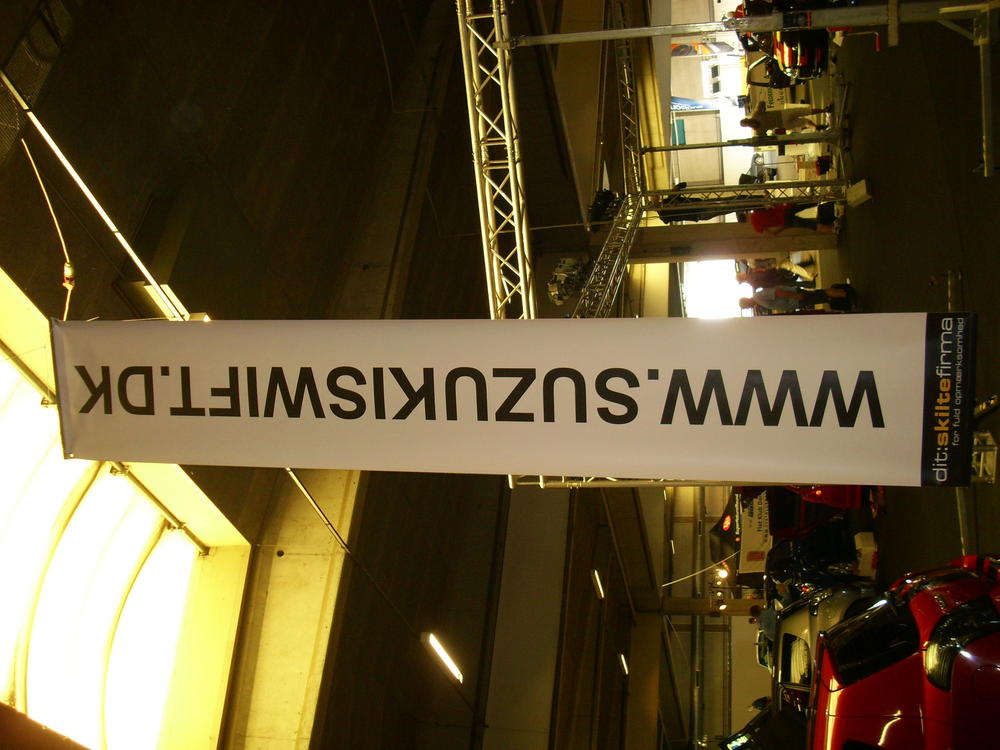 WWW.SUZUKISWIFT.DK
dit:skiltefirma
for fuld opmærksomhed